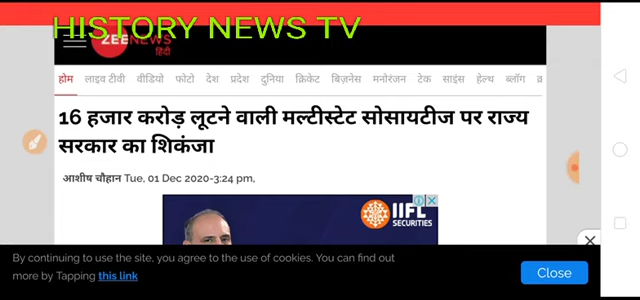 HISTORY NEWS TV
ZEE NEWS
हिंदी
होम लाइव टीवी वीडियो फोटो देश प्रदेश दुनिया क्रिकेट बिज़नेस मनोरंजन टेक साइंस हेल्थ ब्लॉग क्र
16 हजार करोड़ लूटने वाली मल्टीस्टेट सोसायटीज पर राज्य
सरकार का शिकंजा
आशीष चौहान Tue, 01 Dec 2020-3:24 pm,
IIFL
SECURITIES
By continuing to use the site, you agree to the use of cookies. You can find out
more by Tapping this link
Close